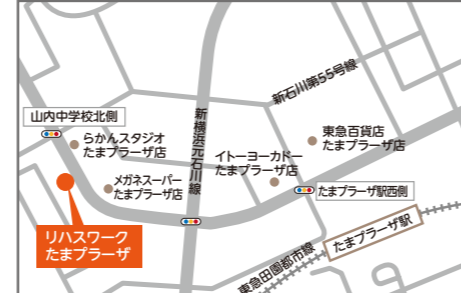 山内中学校北側
らかんスタジオ
たまプラーザ店
メガネスーパー
たまプラーザ店
リハスワーク
たまプラーザ
新横浜元石川線
新石川第55号線
東急百貨店
たまプラーザ店
イトーヨーカドー
たまプラーザ店
たまプラーザ駅西側
たまプラーザ駅
東急田園都市線